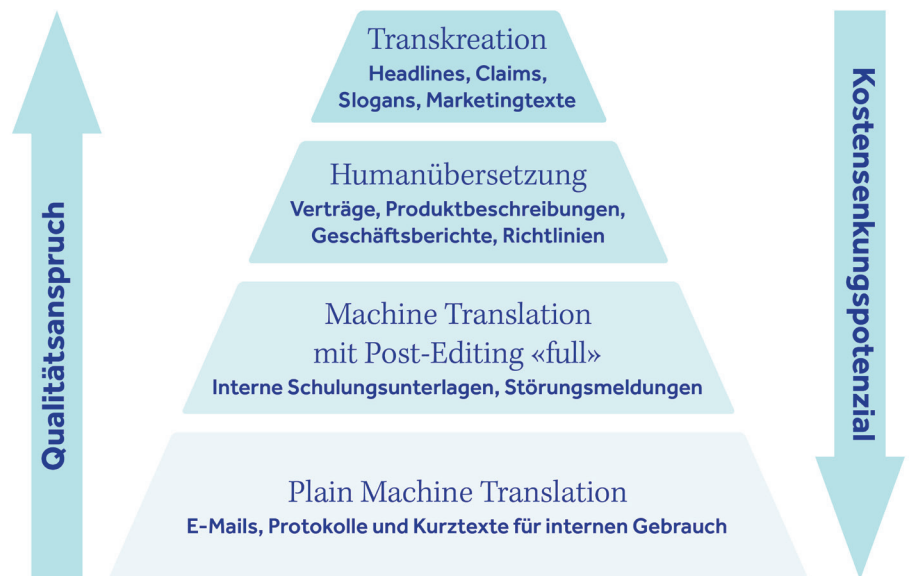 Transkreation
Headlines, Claims,
Slogans, Marketingtexte
Humanübersetzung
Verträge, Produktbeschreibungen,
Geschäftsberichte, Richtlinien
Machine Translation
mit Post-Editing «full»
Interne Schulungsunterlagen, Störungsmeldungen
Plain Machine Translation
E-Mails, Protokolle und Kurztexte für internen Gebrauch
Qualitätsanspruch
Kostensenkungspotenzial